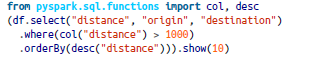 from pyspark.sql.functions import col, desc
(df.select("distance", "origin", "destination")
  .where(col("distance") > 1000)
  .orderBy(desc("distance"))).show(10)